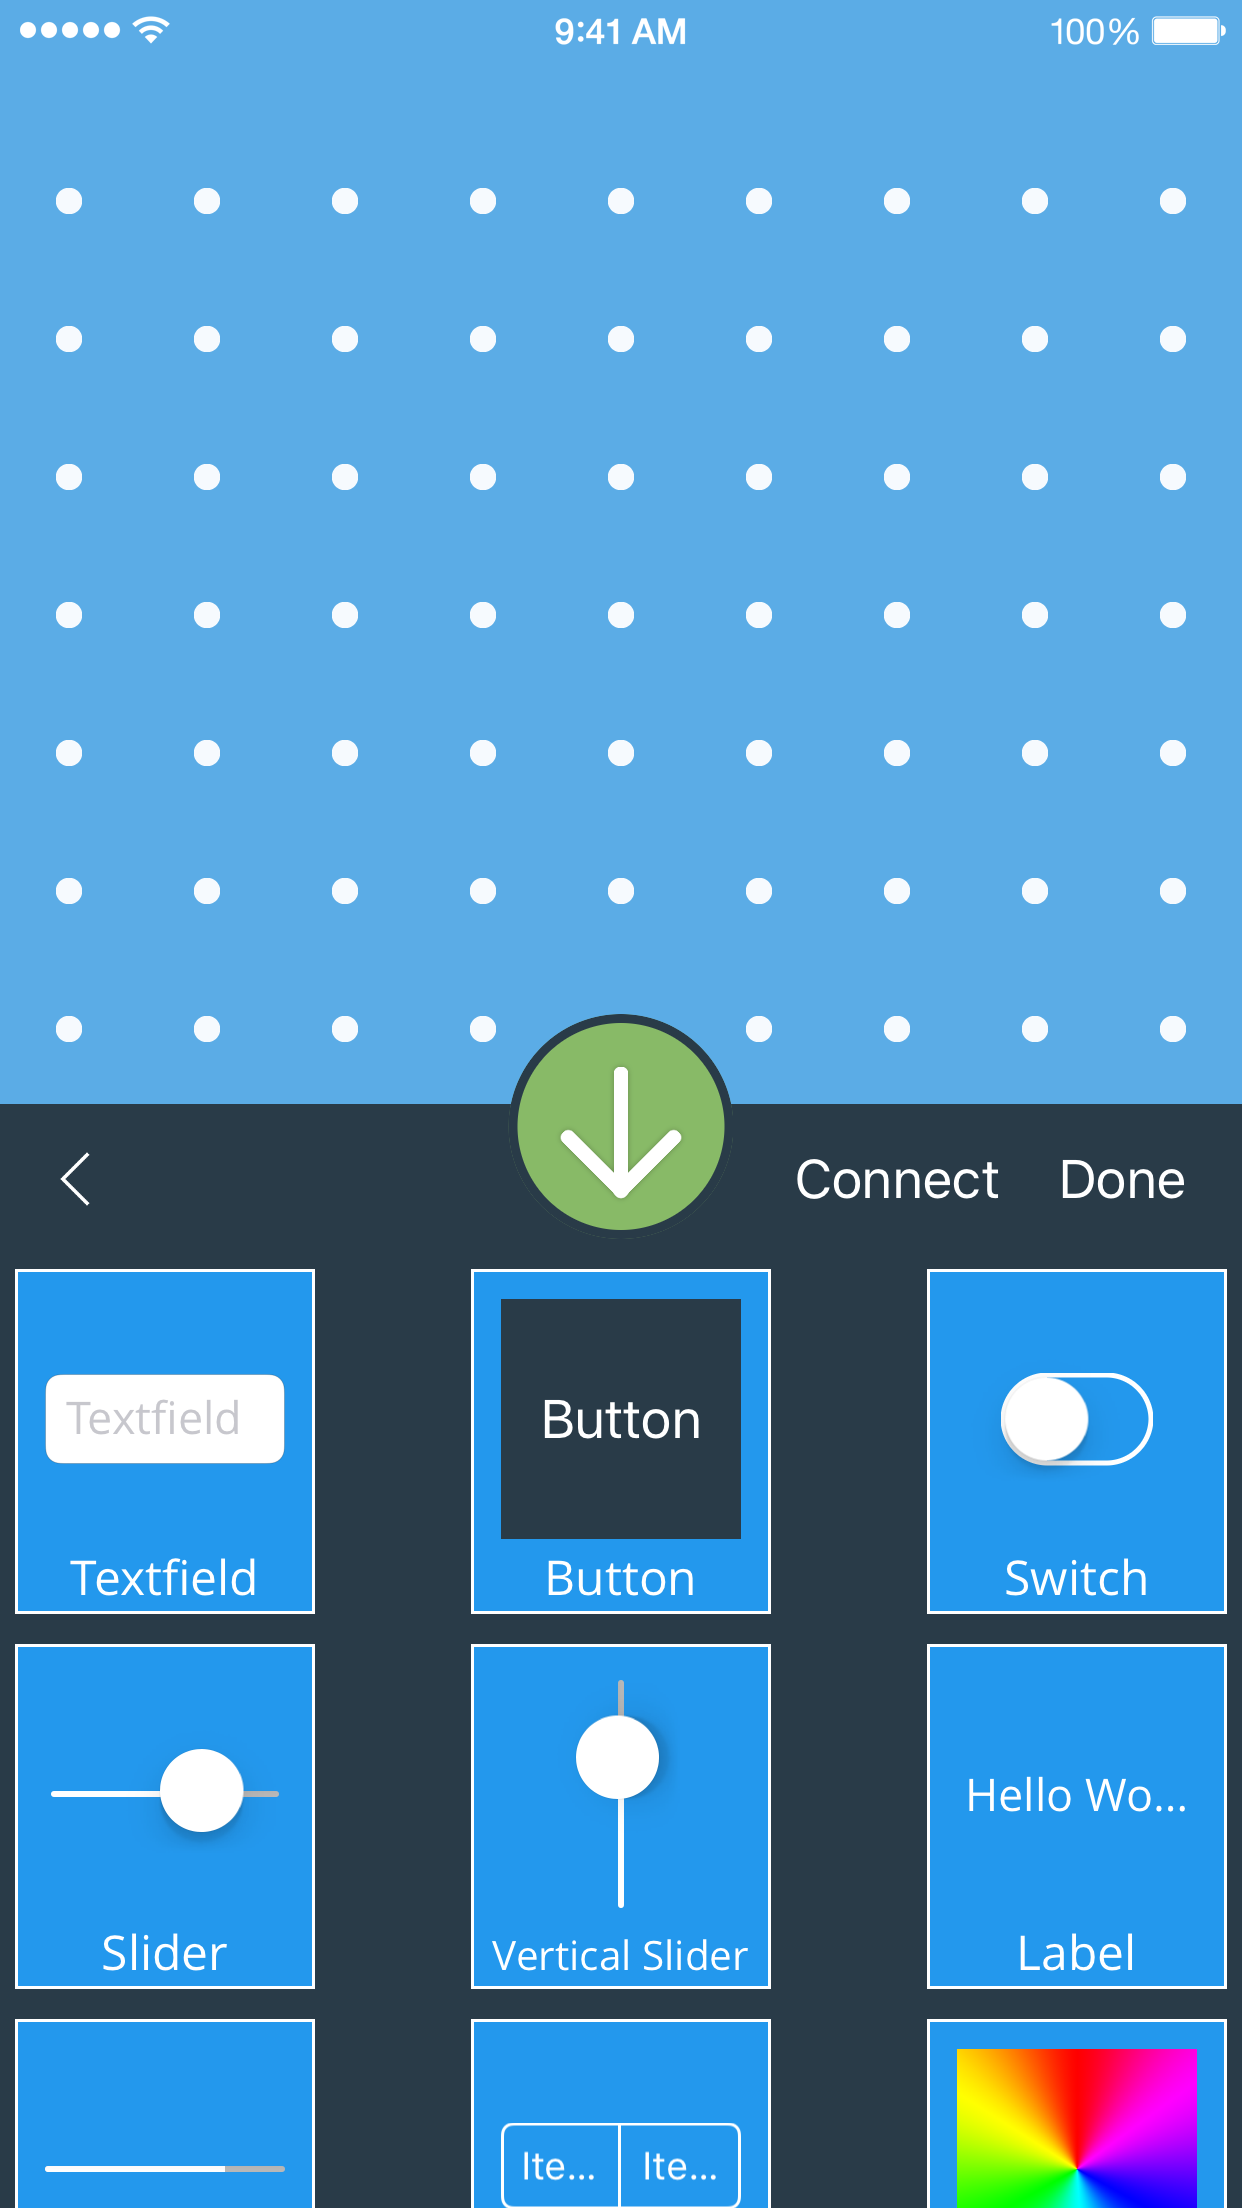 9:41 AM
100%
Connect
Done
Textfield
Button
Textfield
Button
Switch
Hello Wo...
Slider
Vertical Slider
Label
Ite...
Ite...